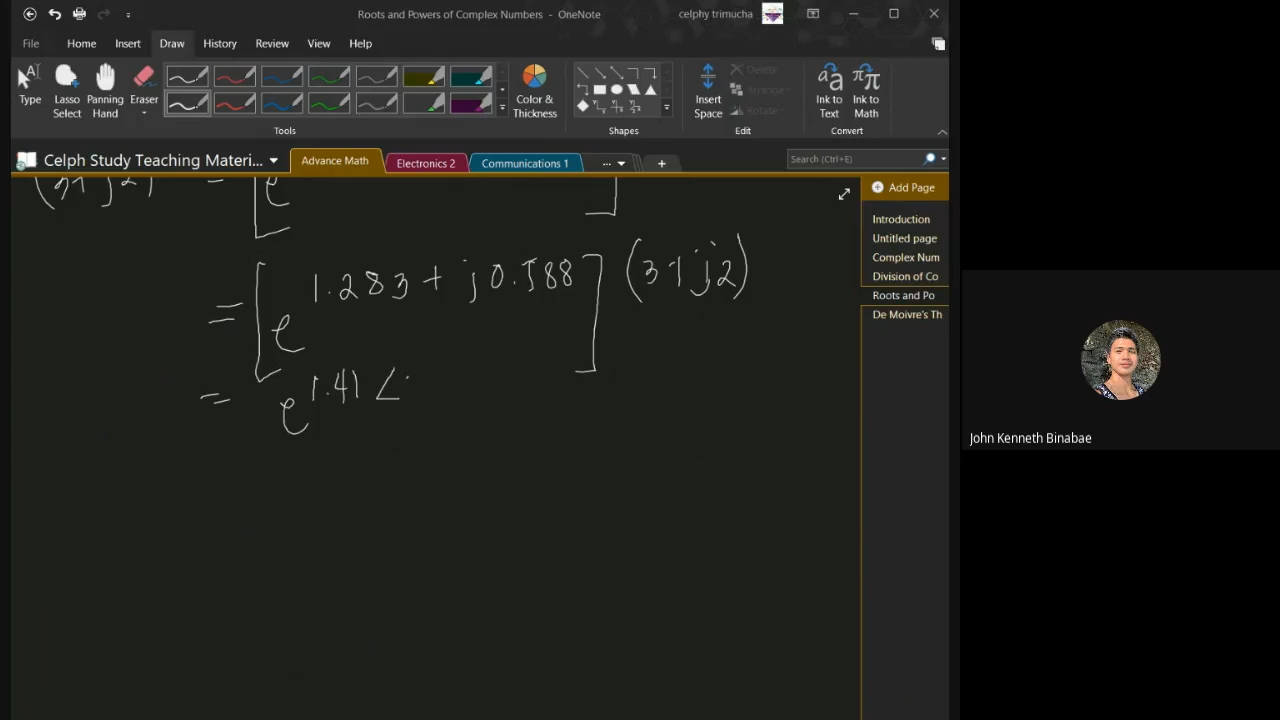 Roots and Powers of Complex Numbers - OneNote
celphy trimucha
File Home Insert Draw History Review View Help
Type
Lasso Select
Panning Hand
Eraser
Color & Thickness
Insert Space
Delete
Arrange
Rotate
Ink to Text
Ink to Math
Tools
Shapes
Edit
Convert
Celph Study Teaching Materi...
Advance Math
Electronics 2
Communications 1
...
+
Search (Ctrl+E)
Add Page
Introduction
Untitled page
Complex Num
Division of Co
Roots and Po
De Moivre's Th
= [e^1.283 + j0.588] (3+j2)
= e^1.41 ∠
John Kenneth Binabae